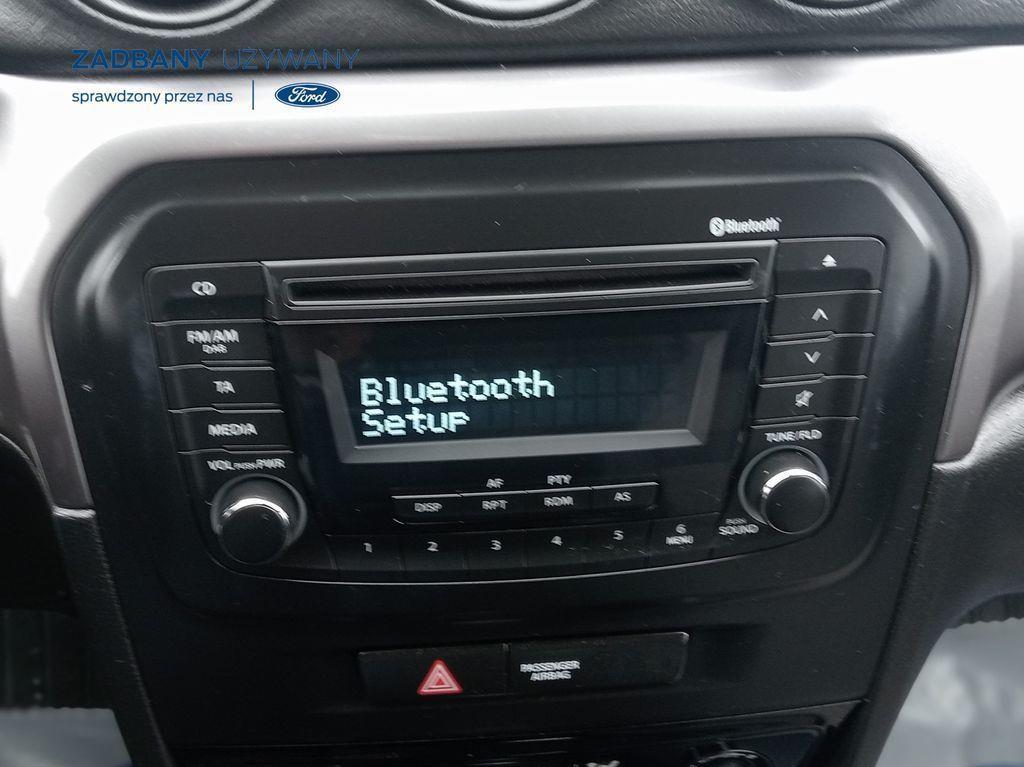 ZADBANY UŻYWANY
sprawdzony przez nas
Ford
Bluetooth
CD
FM/AM
DAB
TA
MEDIA
VOL PUSH PWR
Bluetooth
Setup
TUNE/FLD
AF PTY
DISP RPT RDM AS
1 2 3 4 5 6
MENU
PUSH
SOUND
PASSENGER
AIRBAG